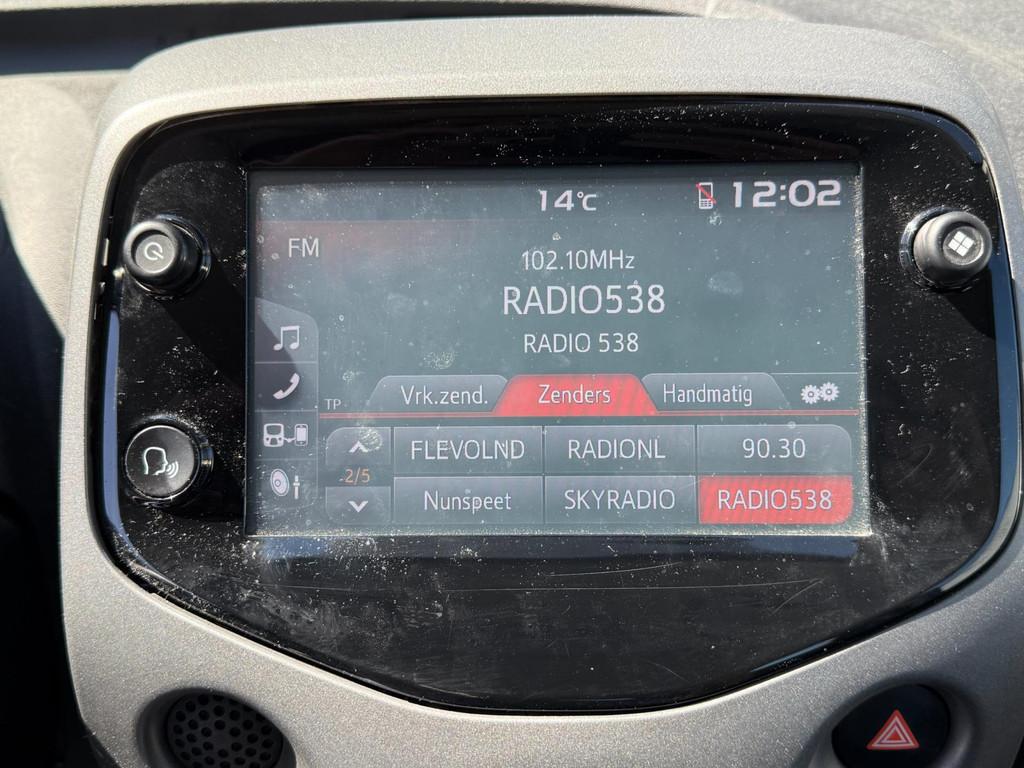 14°C 12:02
FM
102.10MHz
RADIO538
RADIO 538
TP
Vrk.zend. Zenders Handmatig
FLEVOLND RADIONL 90.30
2/5
Nunspeet SKYRADIO RADIO538